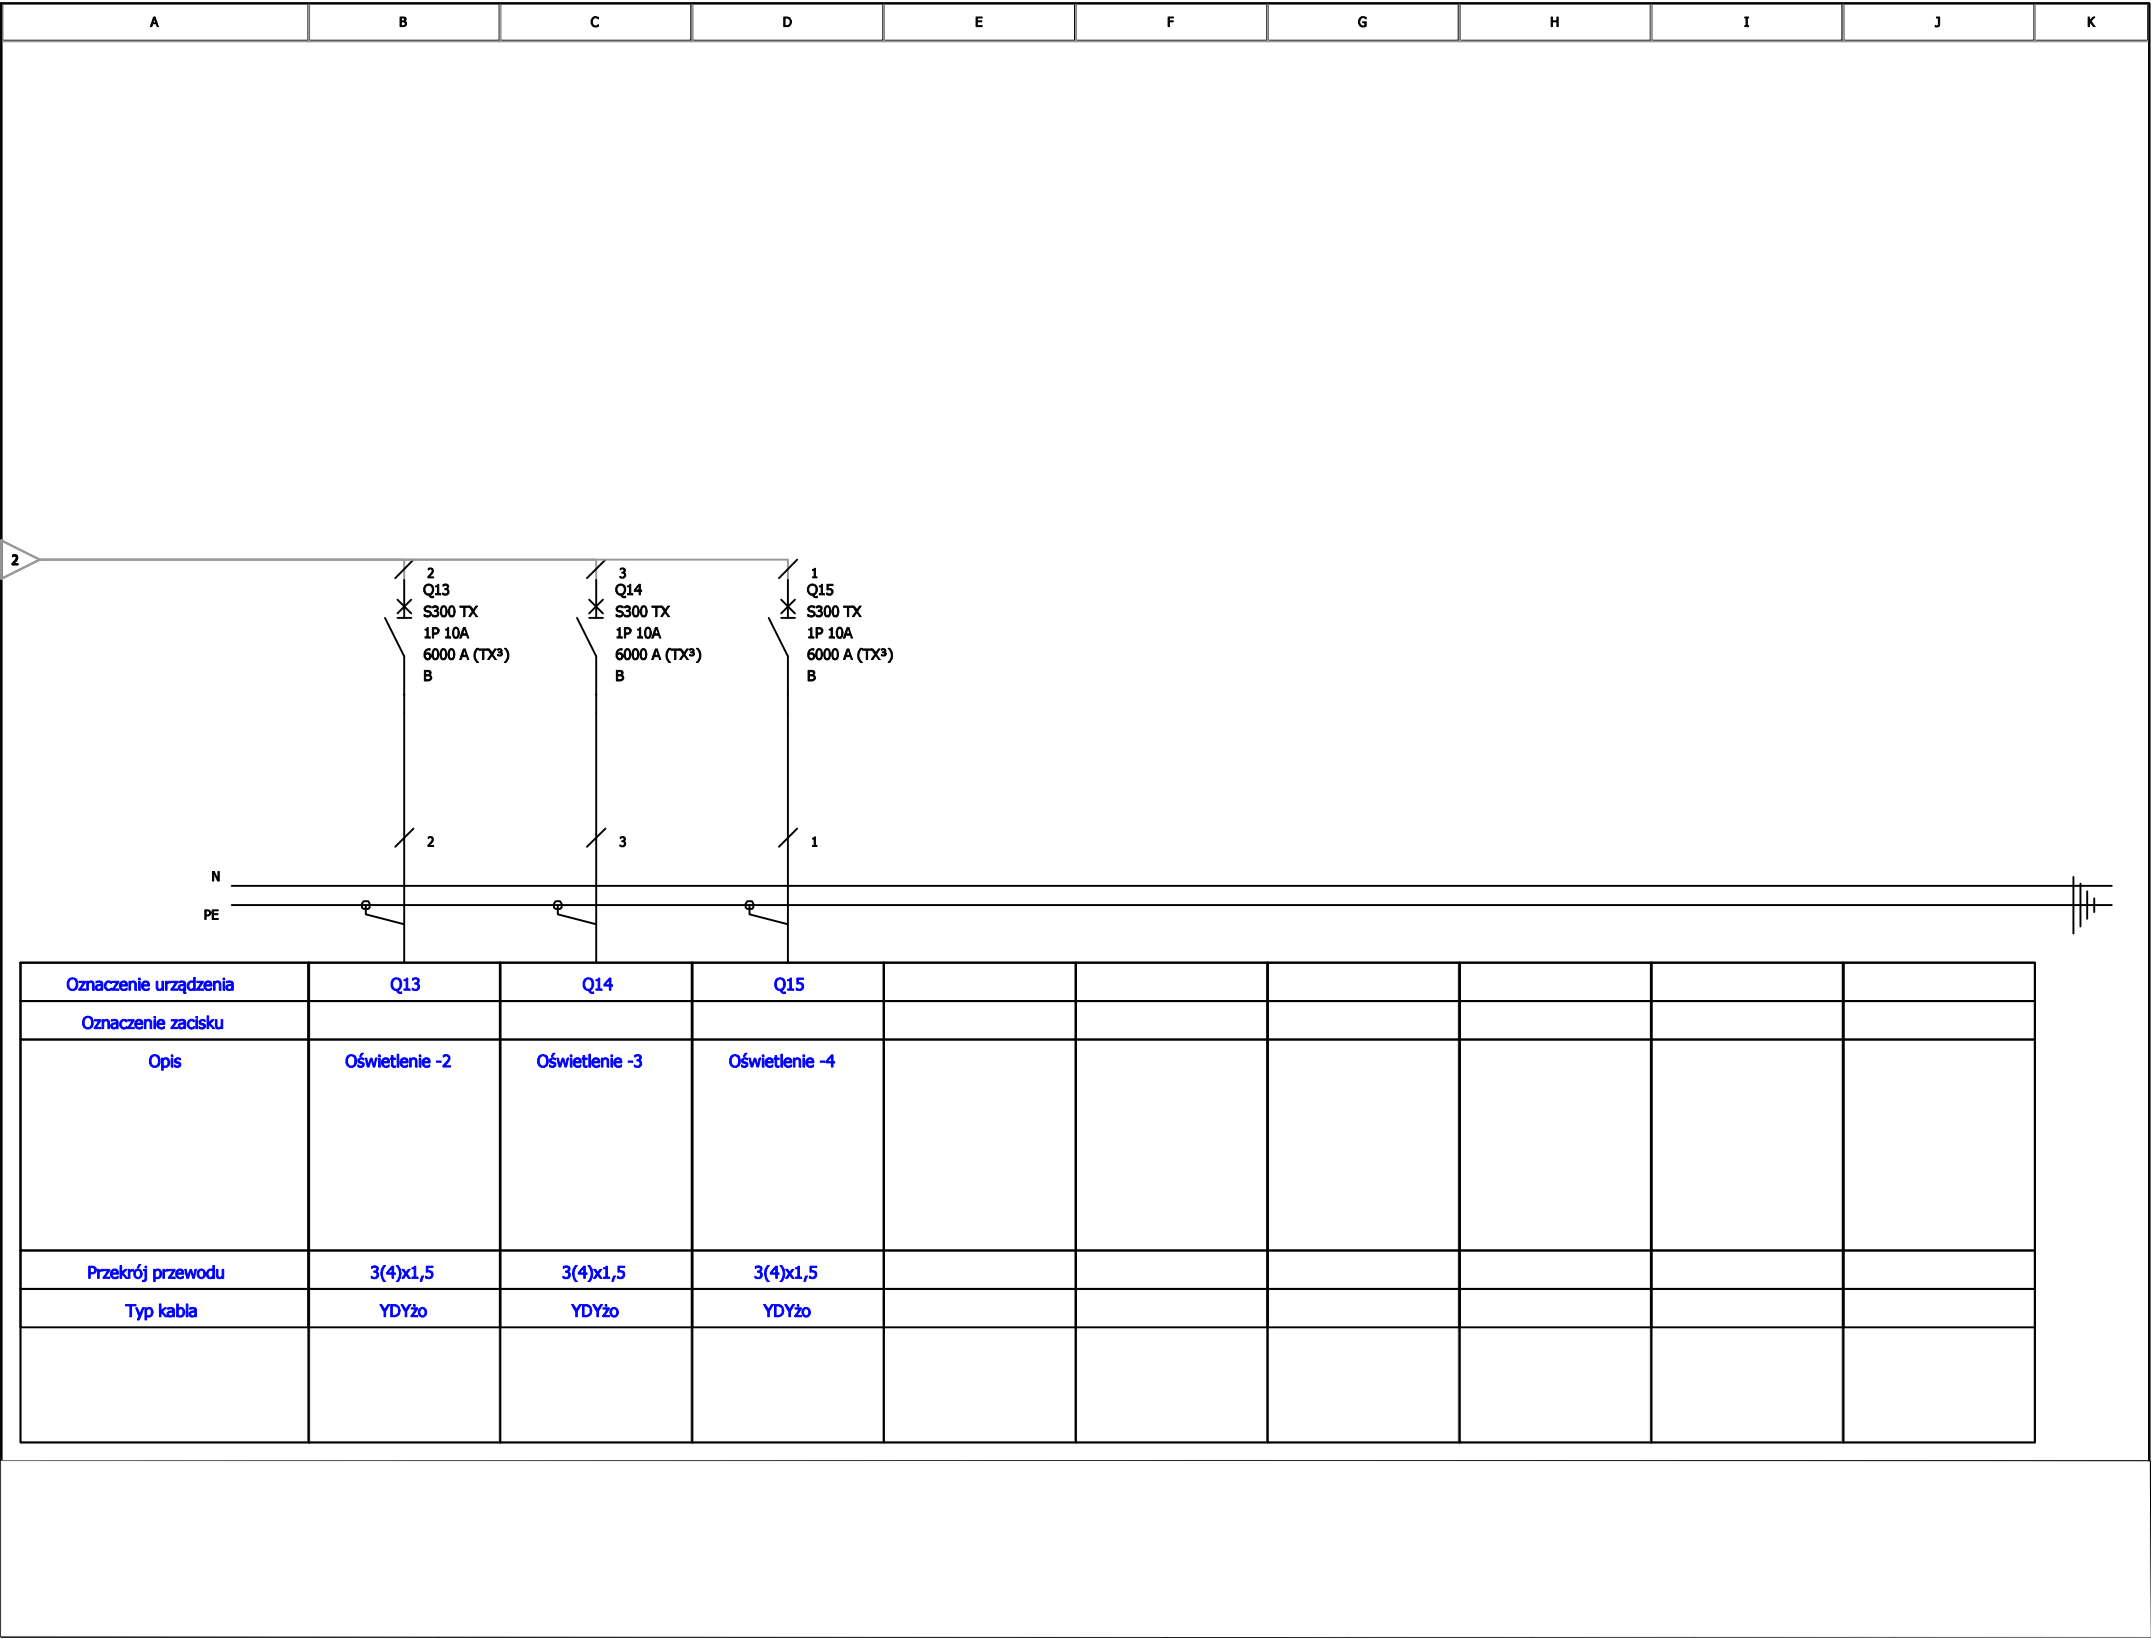 A B C D E F G H I J K
2
2 3 1
Q13 Q14 Q15
S300 TX S300 TX S300 TX
1P 10A 1P 10A 1P 10A
6000 A (TX³) 6000 A (TX³) 6000 A (TX³)
B B B
2 3 1
N
PE
Oznaczenie urządzenia Q13 Q14 Q15
Oznaczenie zacisku
Opis Oświetlenie -2 Oświetlenie -3 Oświetlenie -4
Przekrój przewodu 3(4)x1,5 3(4)x1,5 3(4)x1,5
Typ kabla YDYżo YDYżo YDYżo